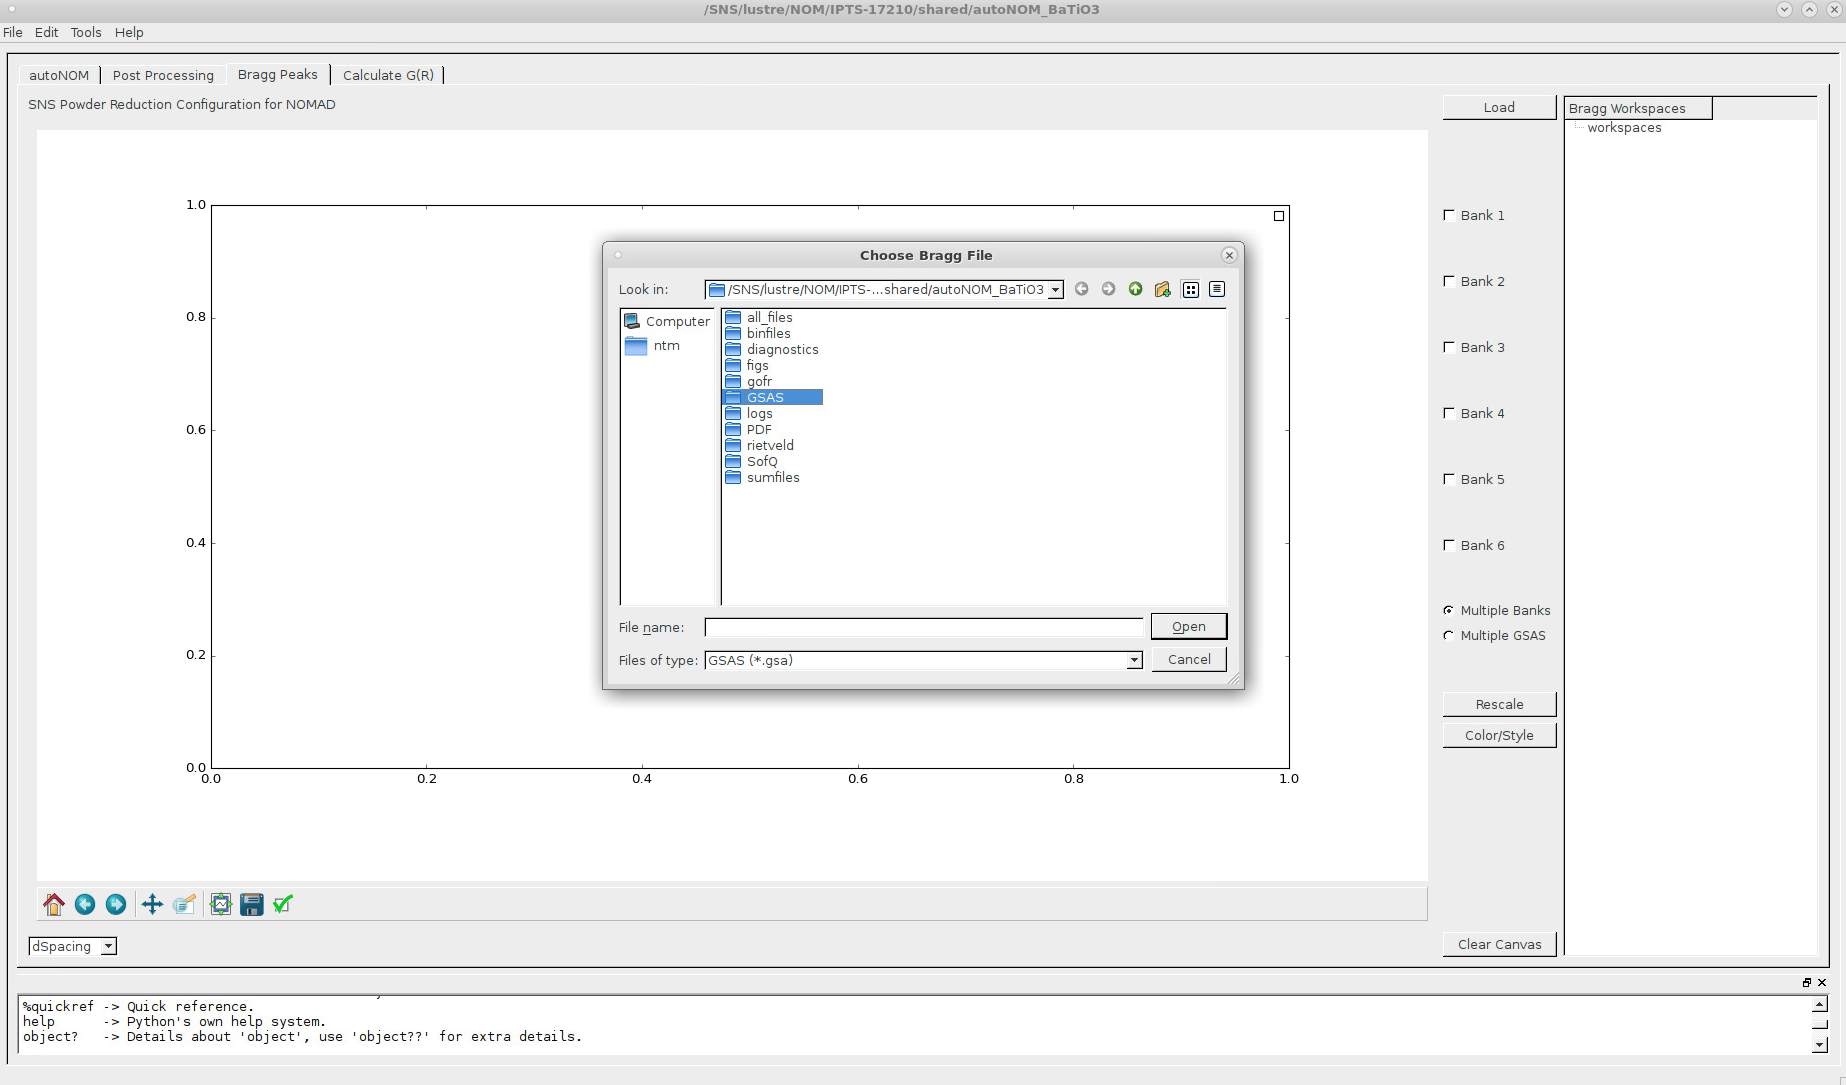 /SNS/lustre/NOM/IPTS-17210/shared/autoNOM_BaTiO3
File Edit Tools Help
autoNOM Post Processing Bragg Peaks Calculate G(R)
SNS Powder Reduction Configuration for NOMAD
Load
Bragg Workspaces
workspaces
1.0
0.8
0.6
0.4
0.2
0.0
0.0 0.2 0.4 0.6 0.8 1.0
Choose Bragg File
Look in: /SNS/lustre/NOM/IPTS-...shared/autoNOM_BaTiO3
Computer
ntm
all_files
binfiles
diagnostics
figs
gofr
GSAS
logs
PDF
rietveld
SofQ
sumfiles
File name:
Open
Files of type: GSAS (*.gsa)
Cancel
Bank 1
Bank 2
Bank 3
Bank 4
Bank 5
Bank 6
Multiple Banks
Multiple GSAS
Rescale
Color/Style
Clear Canvas
dSpacing
%quickref -> Quick reference.
help -> Python's own help system.
object? -> Details about 'object', use 'object??' for extra details.